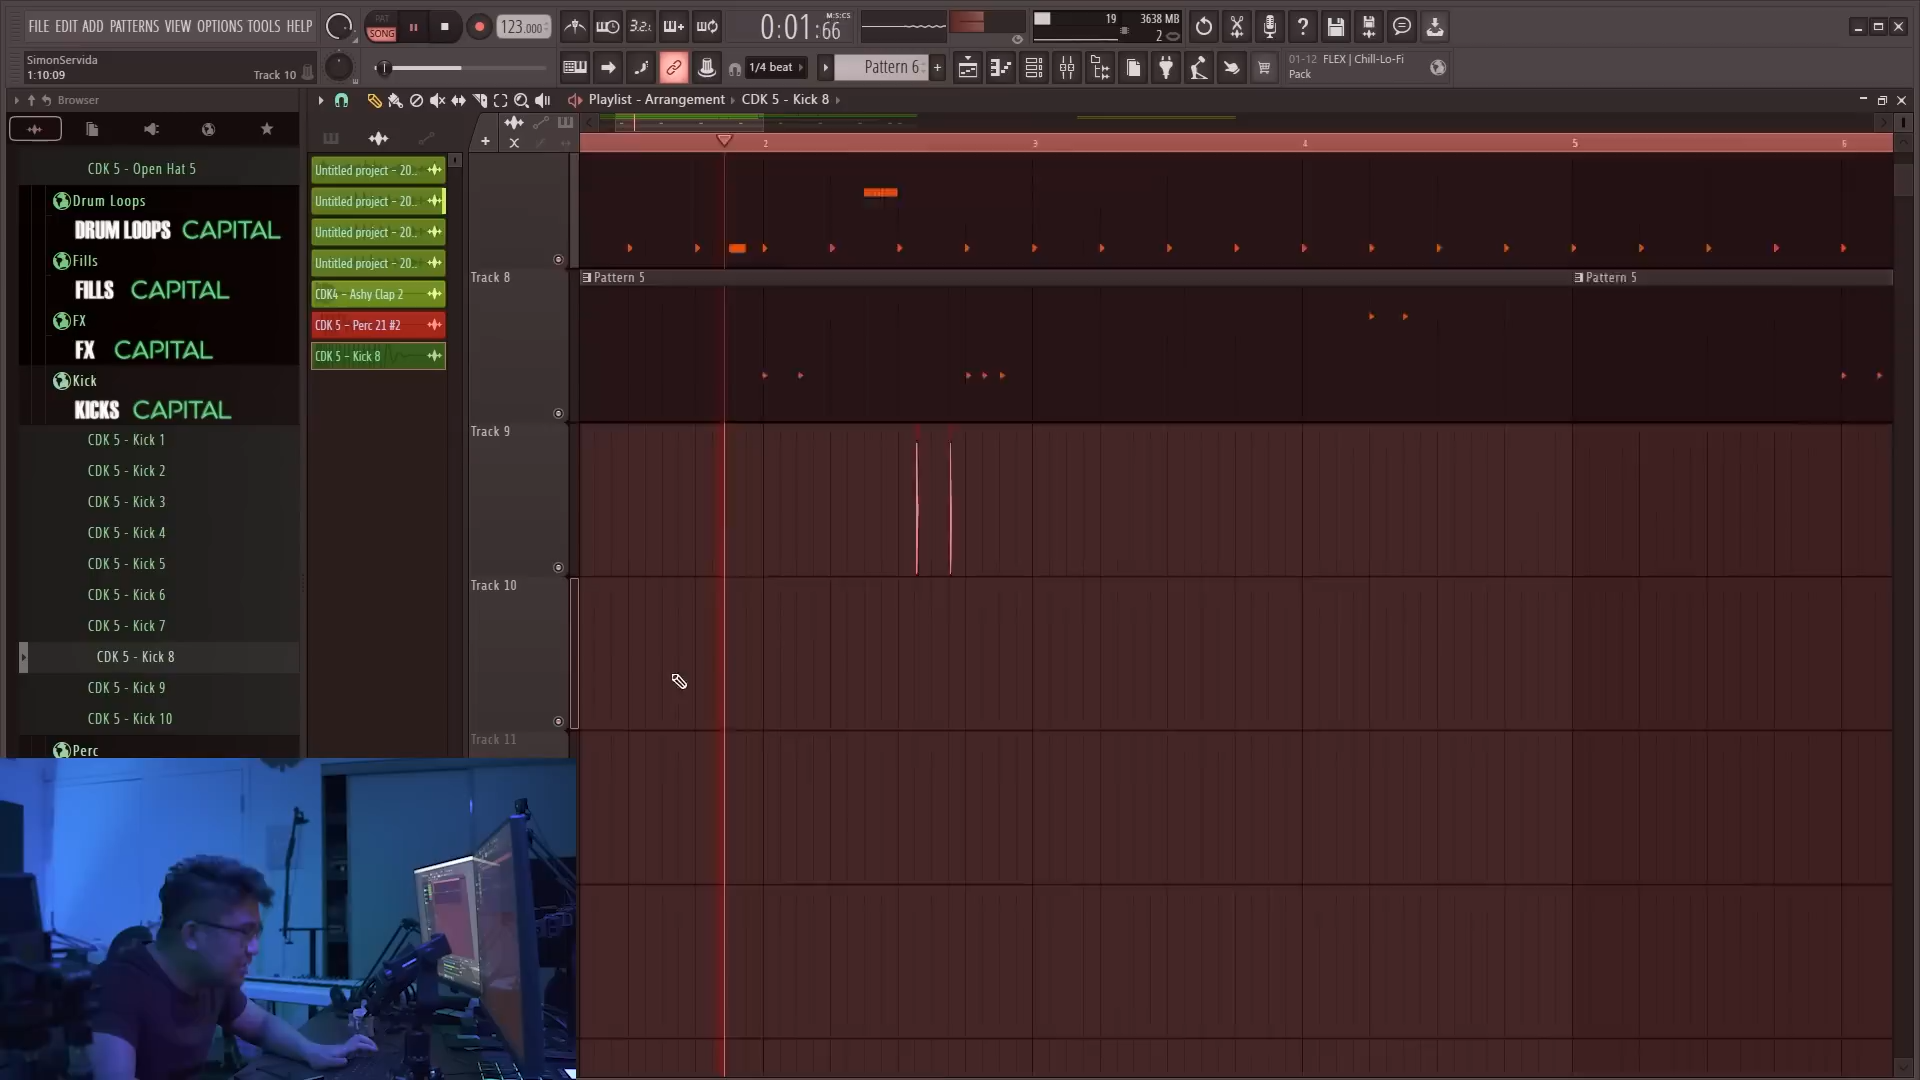 FILE EDIT ADD PATTERNS VIEW OPTIONS TOOLS HELP
PAT
SONG
123.000
3.2.
0:01:66
M:S:CS
19
3638 MB
2
SimonServida
1:10:09
Track 10
1/4 beat
Pattern 6
01-12 FLEX | Chill-Lo-Fi
Pack
Browser
Playlist - Arrangement › CDK 5 - Kick 8 ›
2
3
4
5
6
CDK 5 - Open Hat 5
Drum Loops
DRUM LOOPS CAPITAL
Fills
FILLS CAPITAL
FX
FX CAPITAL
Kick
KICKS CAPITAL
CDK 5 - Kick 1
CDK 5 - Kick 2
CDK 5 - Kick 3
CDK 5 - Kick 4
CDK 5 - Kick 5
CDK 5 - Kick 6
CDK 5 - Kick 7
CDK 5 - Kick 8
CDK 5 - Kick 9
CDK 5 - Kick 10
Perc
Untitled project - 20..
Untitled project - 20..
Untitled project - 20..
Untitled project - 20..
CDK4 - Ashy Clap 2
CDK 5 - Perc 21 #2
CDK 5 - Kick 8
Track 8
Pattern 5
Pattern 5
Track 9
Track 10
Track 11